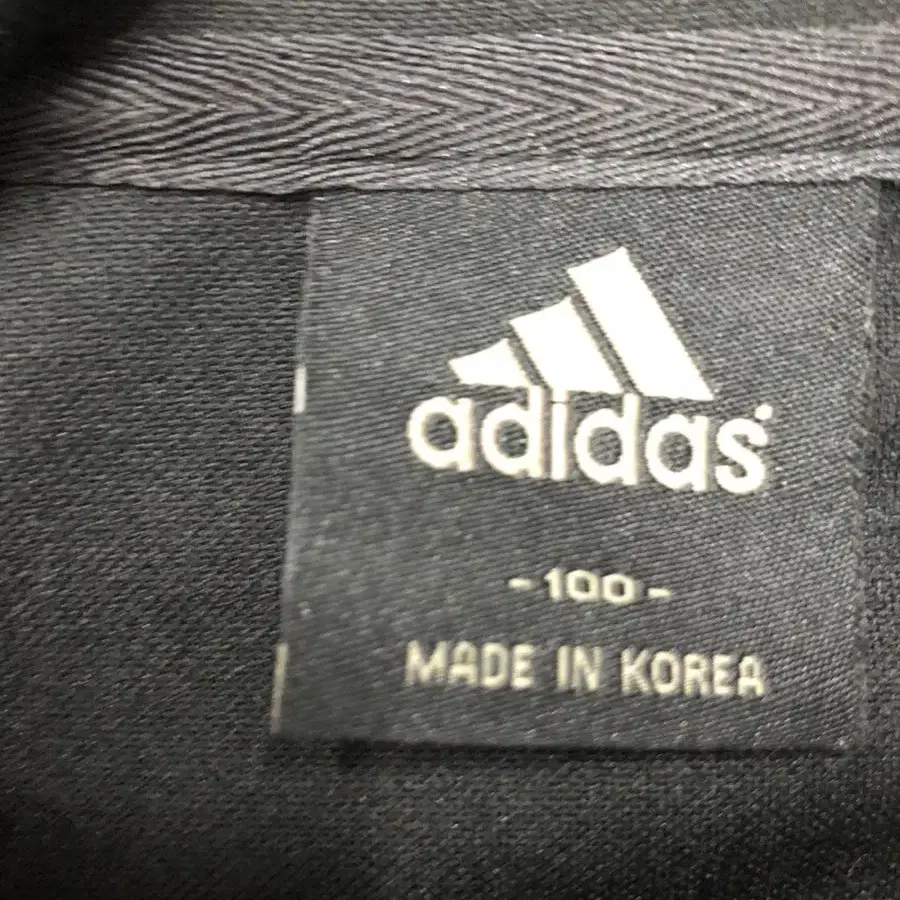 adidas
- 100 -
MADE IN KOREA